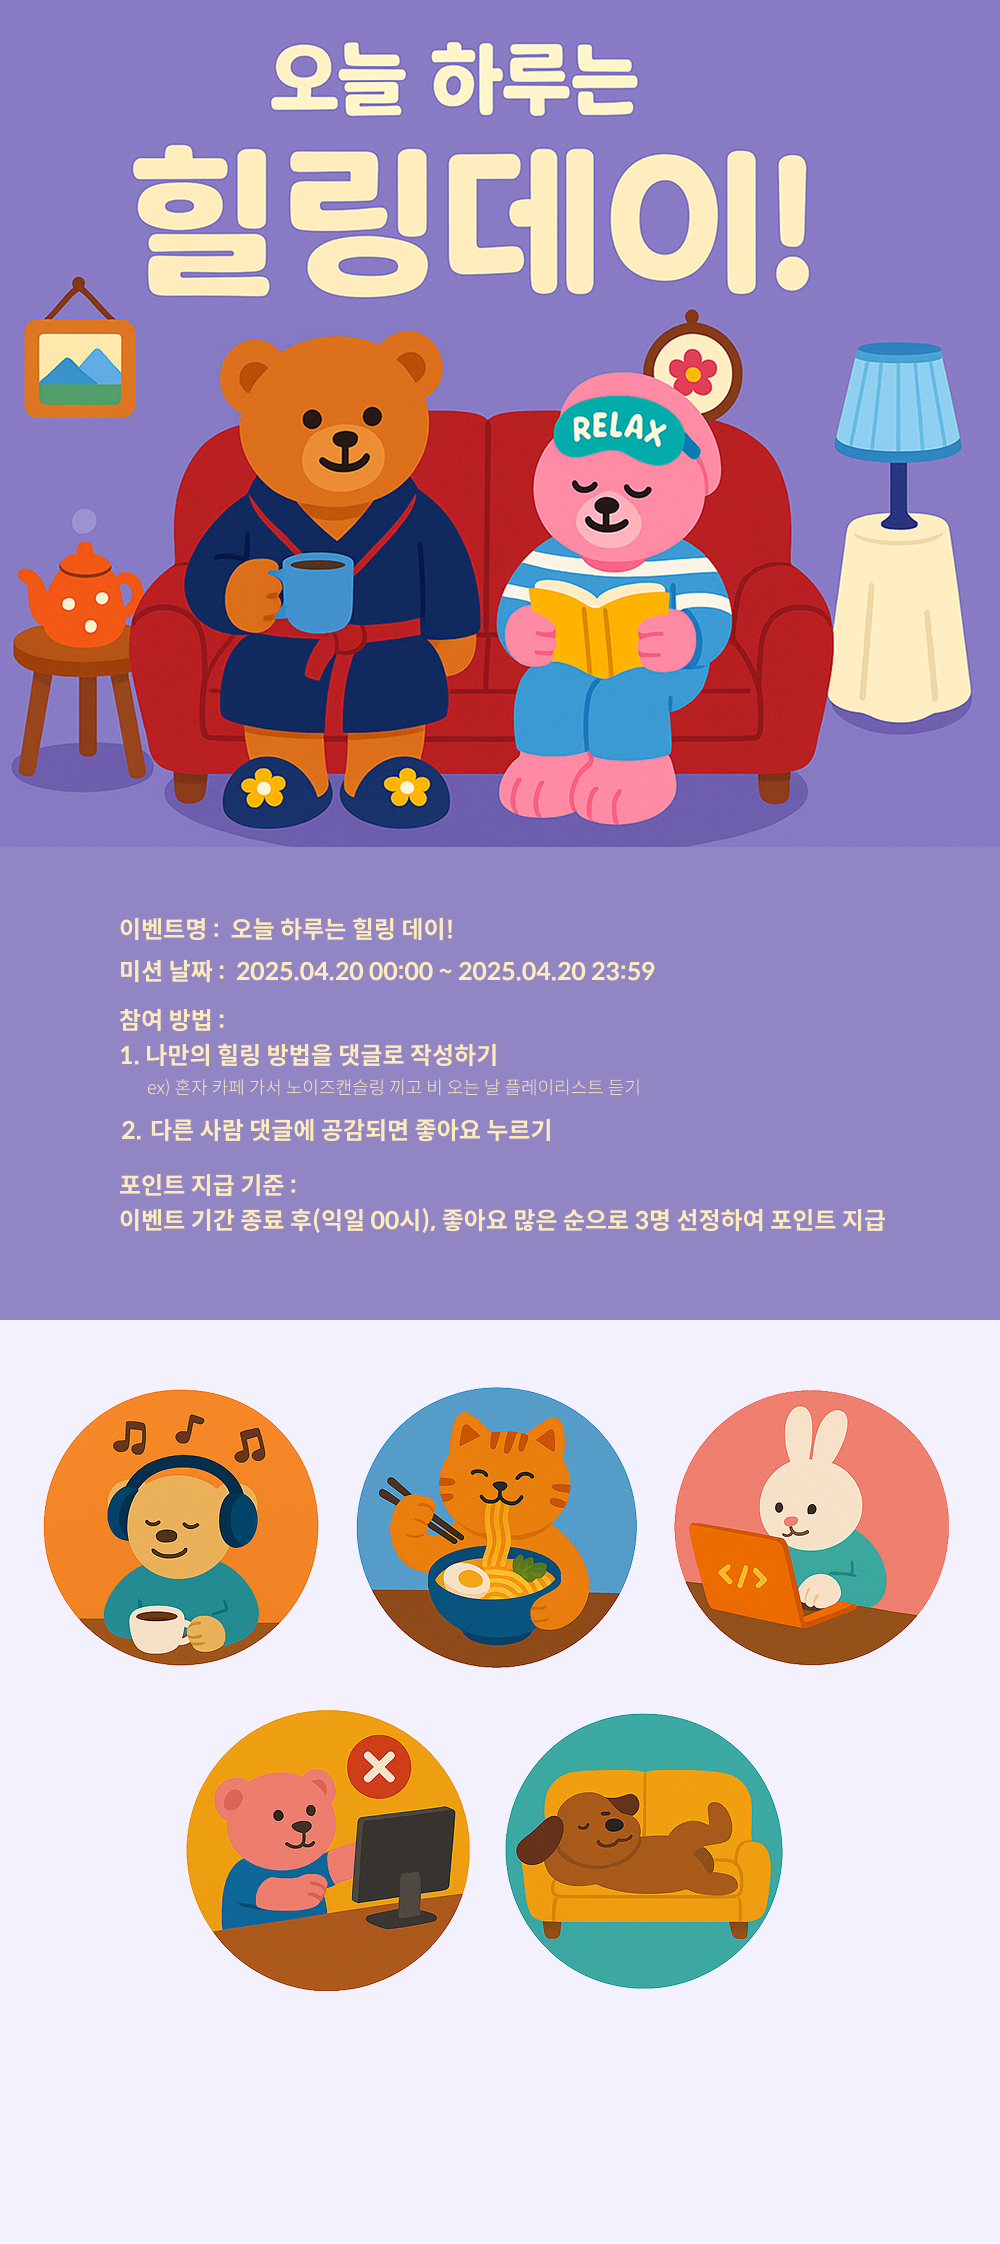 오늘 하루는
힐링데이!
RELAX
이벤트명 : 오늘 하루는 힐링 데이!
미션 날짜 : 2025.04.20 00:00 ~ 2025.04.20 23:59
참여 방법 :
1. 나만의 힐링 방법을 댓글로 작성하기
ex) 혼자 카페 가서 노이즈캔슬링 끼고 비 오는 날 플레이리스트 듣기
2. 다른 사람 댓글에 공감되면 좋아요 누르기
포인트 지급 기준 :
이벤트 기간 종료 후(익일 00시), 좋아요 많은 순으로 3명 선정하여 포인트 지급
</>